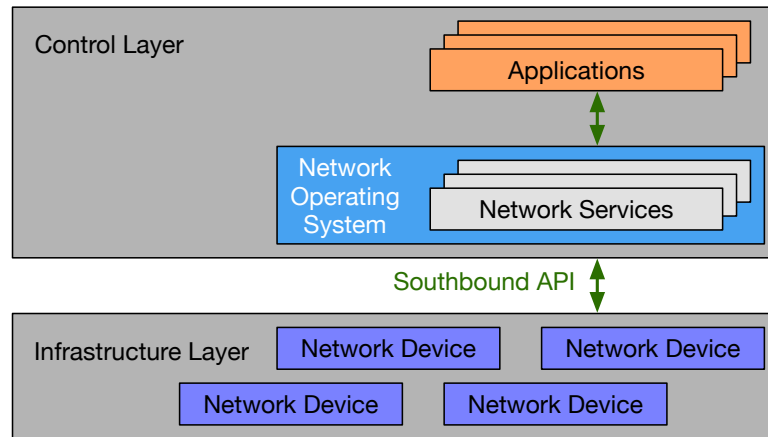 Control Layer
Applications
Network
Operating
System
Network Services
Southbound API
Infrastructure Layer
Network Device
Network Device
Network Device
Network Device